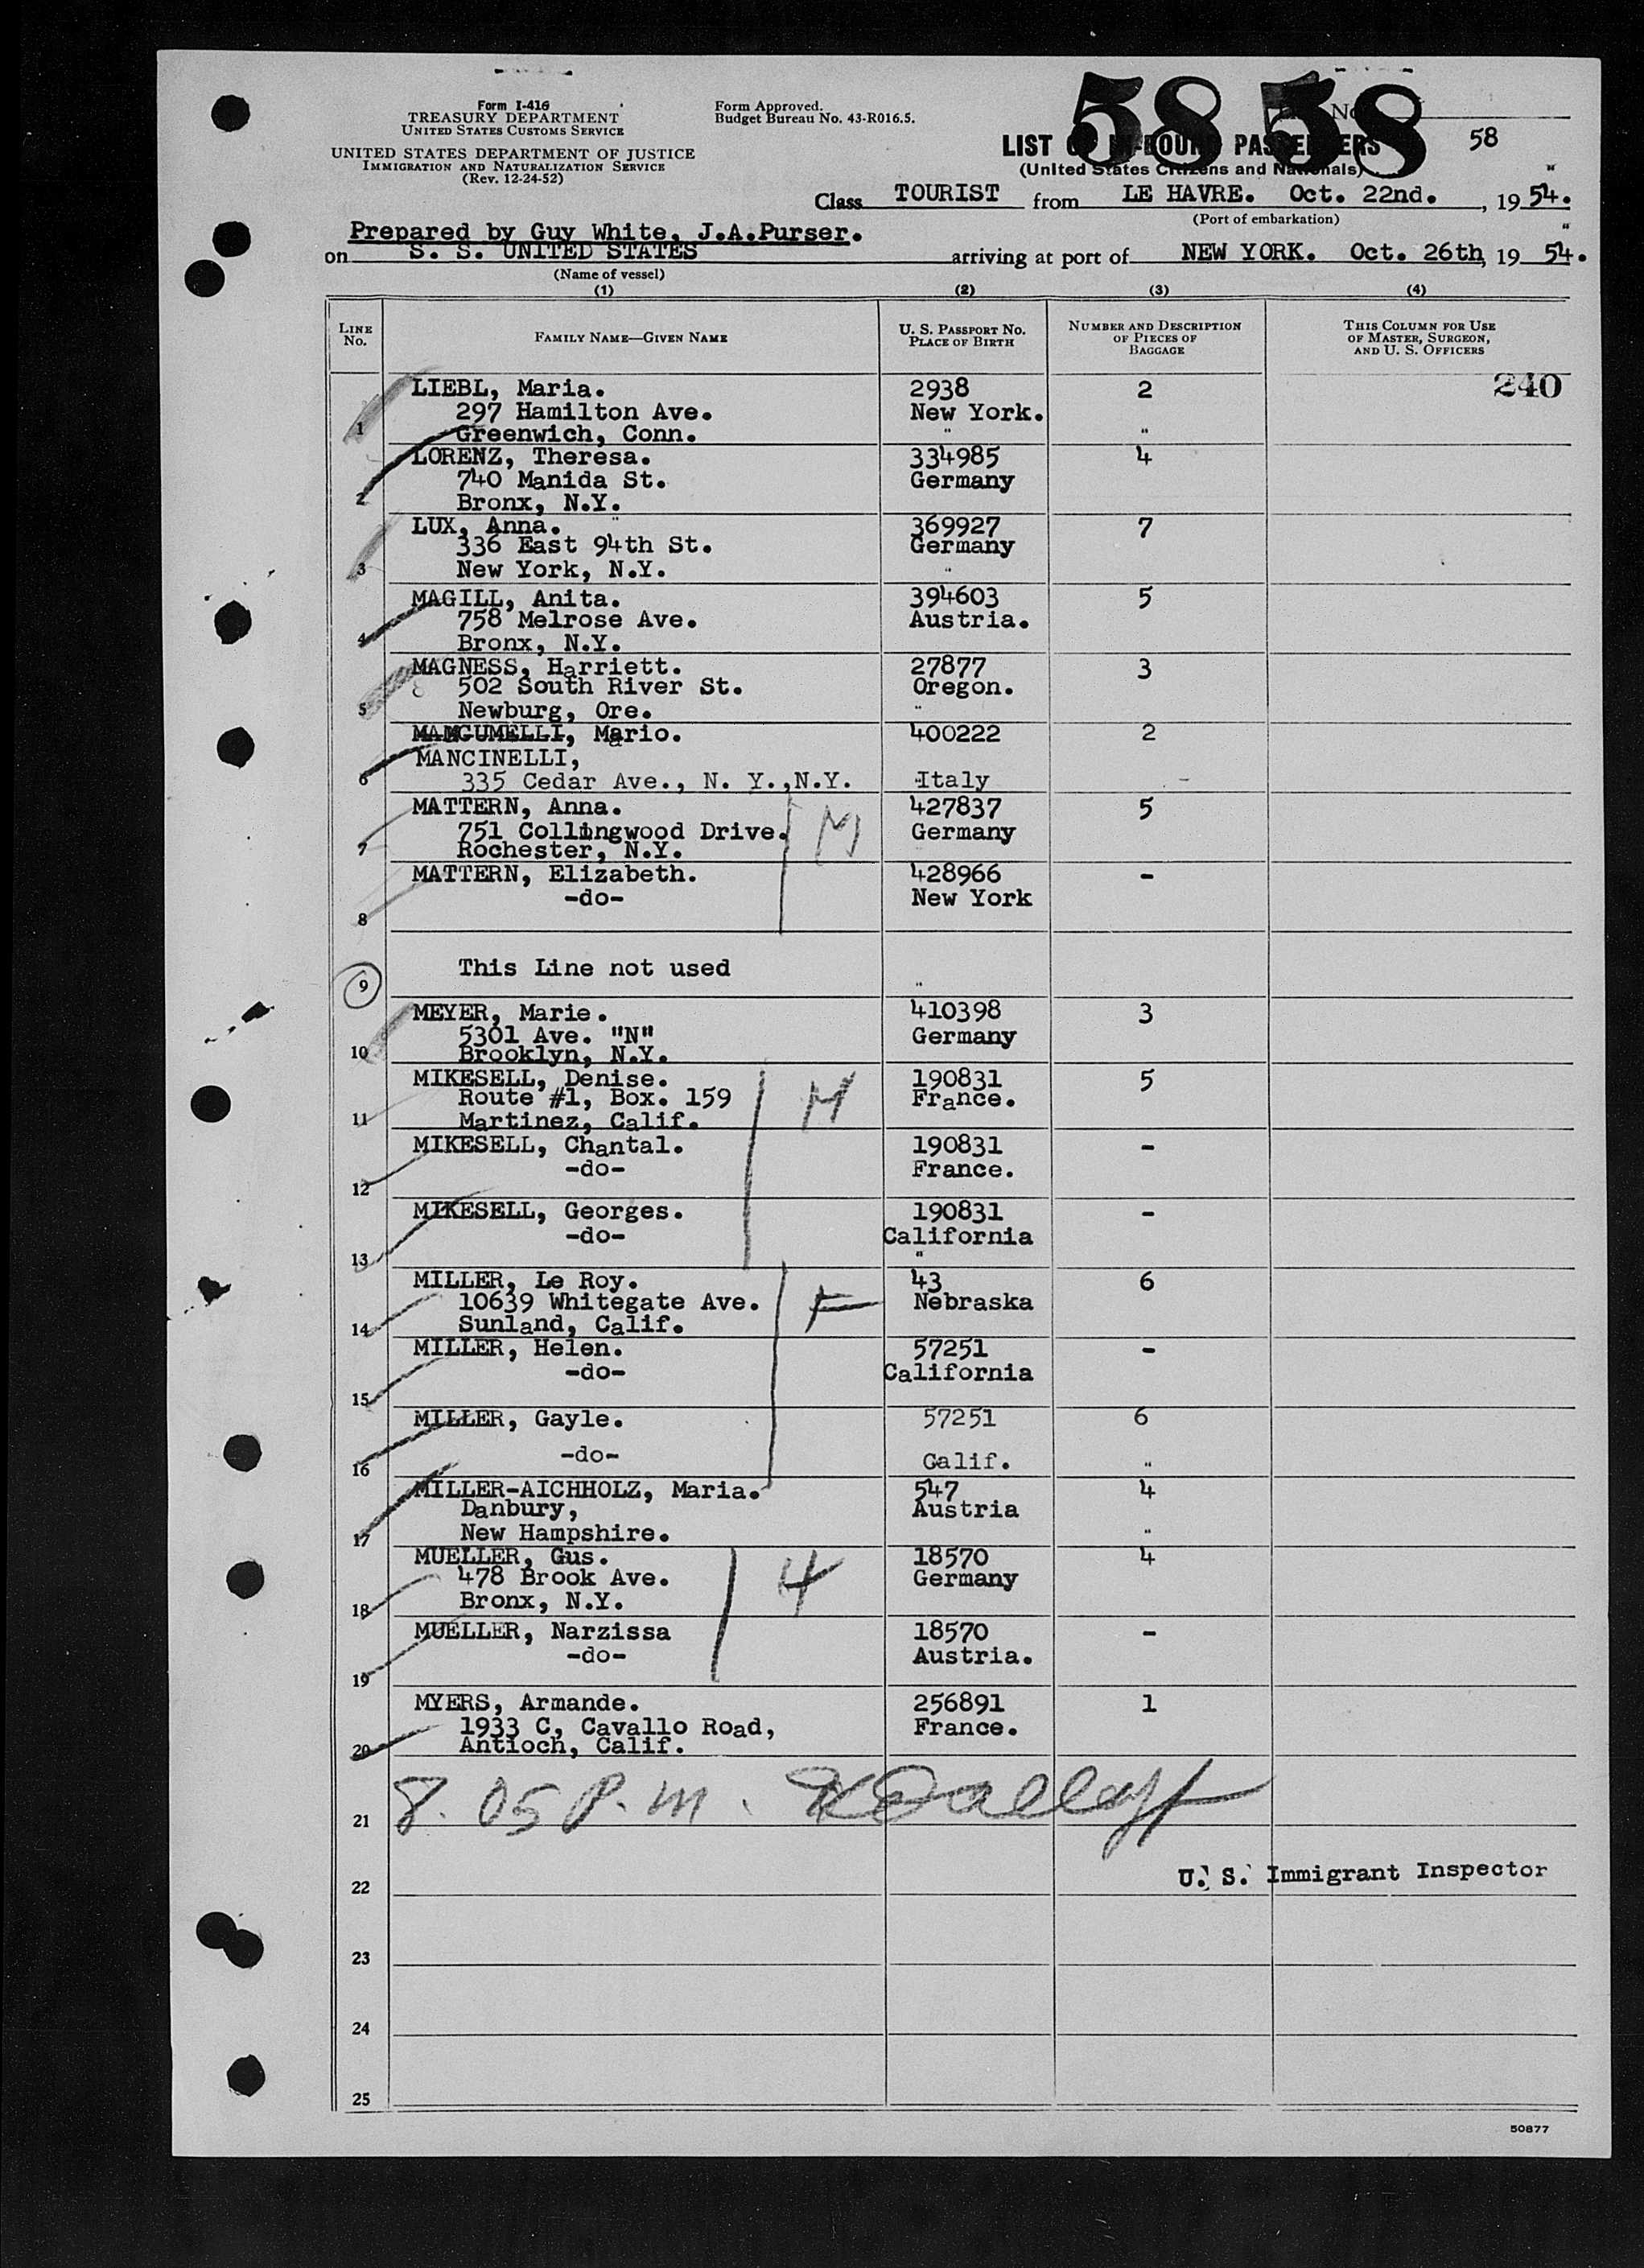 58 58
Form I-416
TREASURY DEPARTMENT
UNITED STATES CUSTOMS SERVICE
UNITED STATES DEPARTMENT OF JUSTICE
IMMIGRATION AND NATURALIZATION SERVICE
(Rev. 12-24-52)
Form Approved.
Budget Bureau No. 43-R016.5.
No. 58
LIST OF IN-BOUND PASSENGERS
(United States Citizens and Nationals)
Class TOURIST from LE HAVRE. Oct. 22nd. , 19 54.
(Port of embarkation)
Prepared by Guy White, J.A.Purser.
on S. S. UNITED STATES arriving at port of NEW YORK. Oct. 26th, 19 54.
(Name of vessel)
(1) (2) (3) (4)
LINE No. FAMILY NAME—GIVEN NAME U. S. PASSPORT NO. PLACE OF BIRTH NUMBER AND DESCRIPTION OF PIECES OF BAGGAGE THIS COLUMN FOR USE OF MASTER, SURGEON, AND U. S. OFFICERS
LIEBL, Maria. 2938 2 240
297 Hamilton Ave. New York.
1 Greenwich, Conn. " "
LORENZ, Theresa. 334985 4
740 Manida St. Germany
2 Bronx, N.Y.
LUX, Anna. 369927 7
336 East 94th St. Germany
3 New York, N.Y.
MAGILL, Anita. 394603 5
758 Melrose Ave. Austria.
4 Bronx, N.Y.
MAGNESS, Harriett. 27877 3
502 South River St. Oregon.
5 Newburg, Ore.
MAMGUMELLI, Mario. 400222 2
MANCINELLI,
6 335 Cedar Ave., N. Y.,N.Y. Italy -
MATTERN, Anna. 427837 5
751 Collingwood Drive. M Germany
7 Rochester, N.Y.
MATTERN, Elizabeth. 428966 -
-do- New York
8
This Line not used
9
MEYER, Marie. 410398 3
5301 Ave. "N" Germany
10 Brooklyn, N.Y.
MIKESELL, Denise. 190831 5
Route #1, Box. 159 M France.
11 Martinez, Calif.
MIKESELL, Chantal. 190831 -
-do- France.
12
MIKESELL, Georges. 190831 -
-do- California
13 "
MILLER, Le Roy. 43 6
10639 Whitegate Ave. F Nebraska
14 Sunland, Calif.
MILLER, Helen. 57251 -
-do- California
15
MILLER, Gayle. 57251 6
16 -do- Calif. "
MILLER-AICHHOLZ, Maria. 547 4
Danbury, Austria
17 New Hampshire. "
MUELLER, Gus. 18570 4
478 Brook Ave. H Germany
18 Bronx, N.Y.
MUELLER, Narzissa 18570 -
-do- Austria.
19
MYERS, Armande. 256891 1
1933 C, Cavallo Road, France.
20 Antioch, Calif.
21 8.05 P.M.
U. S. Immigrant Inspector
22
23
24
25
50877